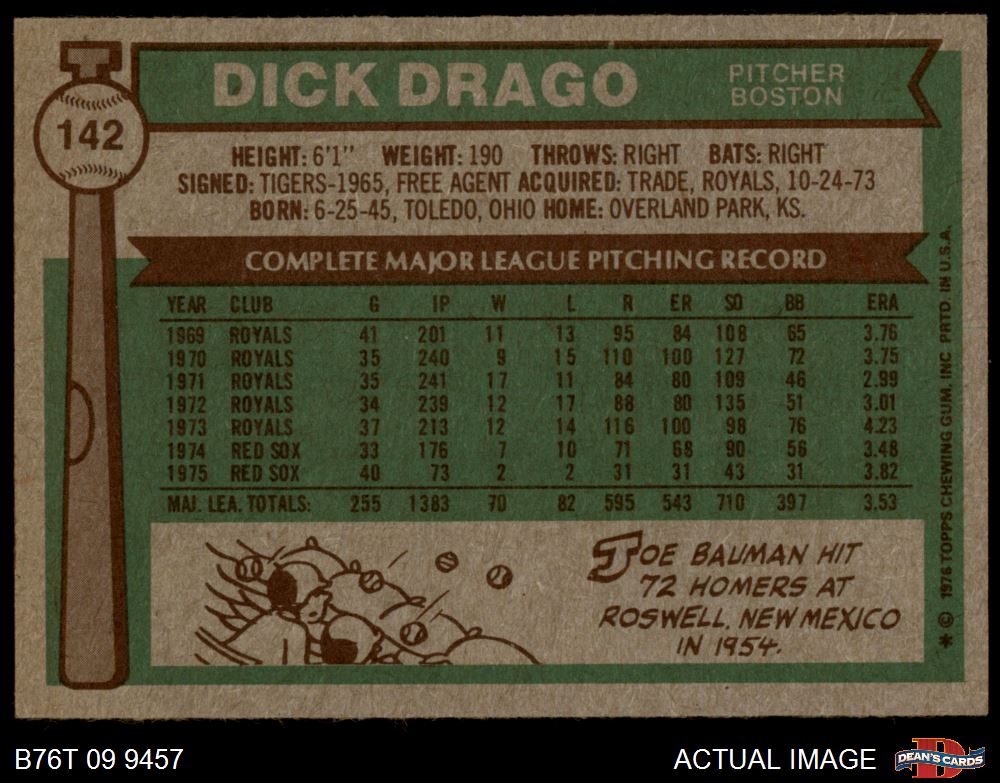 DICK DRAGO
PITCHER
BOSTON
142
HEIGHT: 6'1" WEIGHT: 190 THROWS: RIGHT BATS: RIGHT
SIGNED: TIGERS-1965, FREE AGENT ACQUIRED: TRADE, ROYALS, 10-24-73
BORN: 6-25-45, TOLEDO, OHIO HOME: OVERLAND PARK, KS.
COMPLETE MAJOR LEAGUE PITCHING RECORD
YEAR CLUB G IP W L R ER SO BB ERA
1969 ROYALS 41 201 11 13 95 84 108 65 3.76
1970 ROYALS 35 240 9 15 110 100 127 72 3.75
1971 ROYALS 35 241 17 11 84 80 109 46 2.99
1972 ROYALS 34 239 12 17 88 80 135 51 3.01
1973 ROYALS 37 213 12 14 116 100 98 76 4.23
1974 RED SOX 33 176 7 10 71 68 90 56 3.48
1975 RED SOX 40 73 2 2 31 31 43 31 3.82
MAJ. LEA. TOTALS: 255 1383 70 82 595 543 710 397 3.53
JOE BAUMAN HIT
72 HOMERS AT
ROSWELL, NEW MEXICO
IN 1954.
* © 1976 TOPPS CHEWING GUM, INC PRTD. IN U.S.A.
B76T 09 9457
ACTUAL IMAGE
D
DEAN'S CARDS